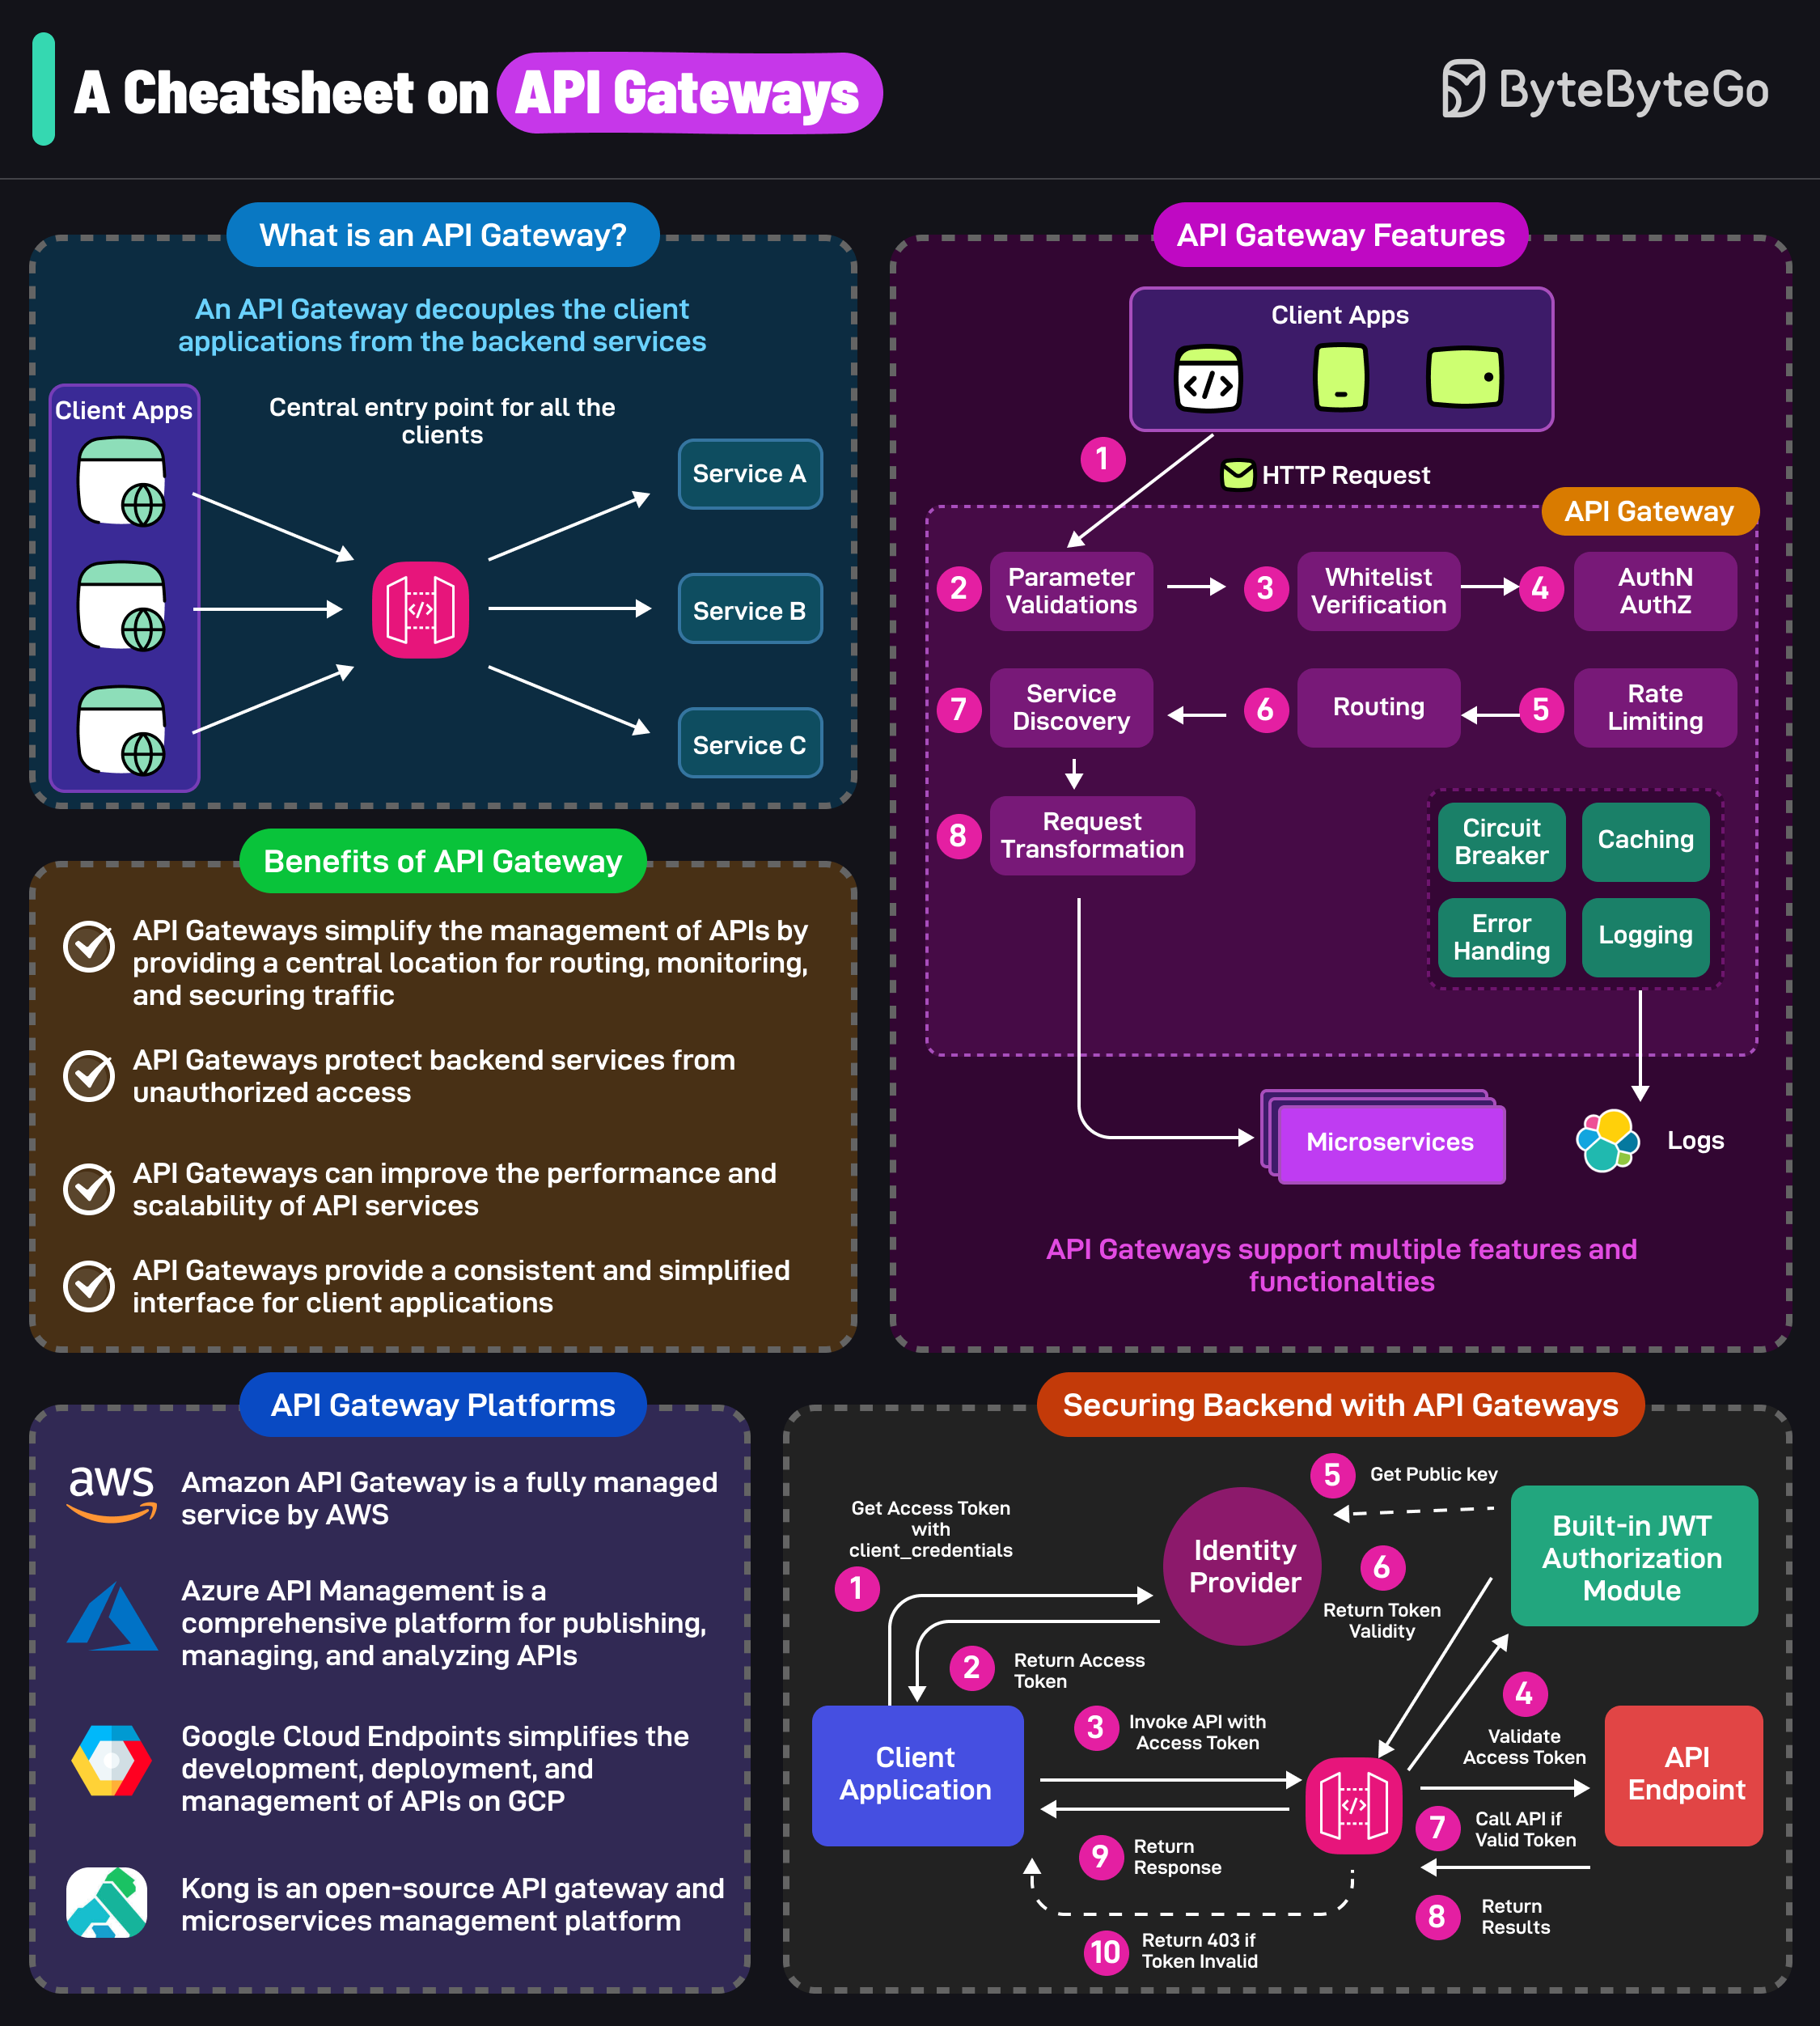 A Cheatsheet on API Gateways
ByteByteGo
What is an API Gateway?
An API Gateway decouples the client
applications from the backend services
Client Apps
Central entry point for all the
clients
Service A
Service B
Service C
Benefits of API Gateway
API Gateways simplify the management of APIs by
providing a central location for routing, monitoring,
and securing traffic
API Gateways protect backend services from
unauthorized access
API Gateways can improve the performance and
scalability of API services
API Gateways provide a consistent and simplified
interface for client applications
API Gateway Features
Client Apps
1
HTTP Request
API Gateway
2
Parameter
Validations
3
Whitelist
Verification
4
AuthN
AuthZ
7
Service
Discovery
6
Routing
5
Rate
Limiting
8
Request
Transformation
Circuit
Breaker
Caching
Error
Handing
Logging
Microservices
Logs
API Gateways support multiple features and
functionalties
API Gateway Platforms
aws
Amazon API Gateway is a fully managed
service by AWS
Azure API Management is a
comprehensive platform for publishing,
managing, and analyzing APIs
Google Cloud Endpoints simplifies the
development, deployment, and
management of APIs on GCP
Kong is an open-source API gateway and
microservices management platform
Securing Backend with API Gateways
Get Access Token
with
client_credentials
1
Identity
Provider
5
Get Public key
Built-in JWT
Authorization
Module
6
Return Token
Validity
2
Return Access
Token
3
Invoke API with
Access Token
4
Validate
Access Token
Client
Application
</>
API
Endpoint
7
Call API if
Valid Token
9
Return
Response
8
Return
Results
10
Return 403 if
Token Invalid